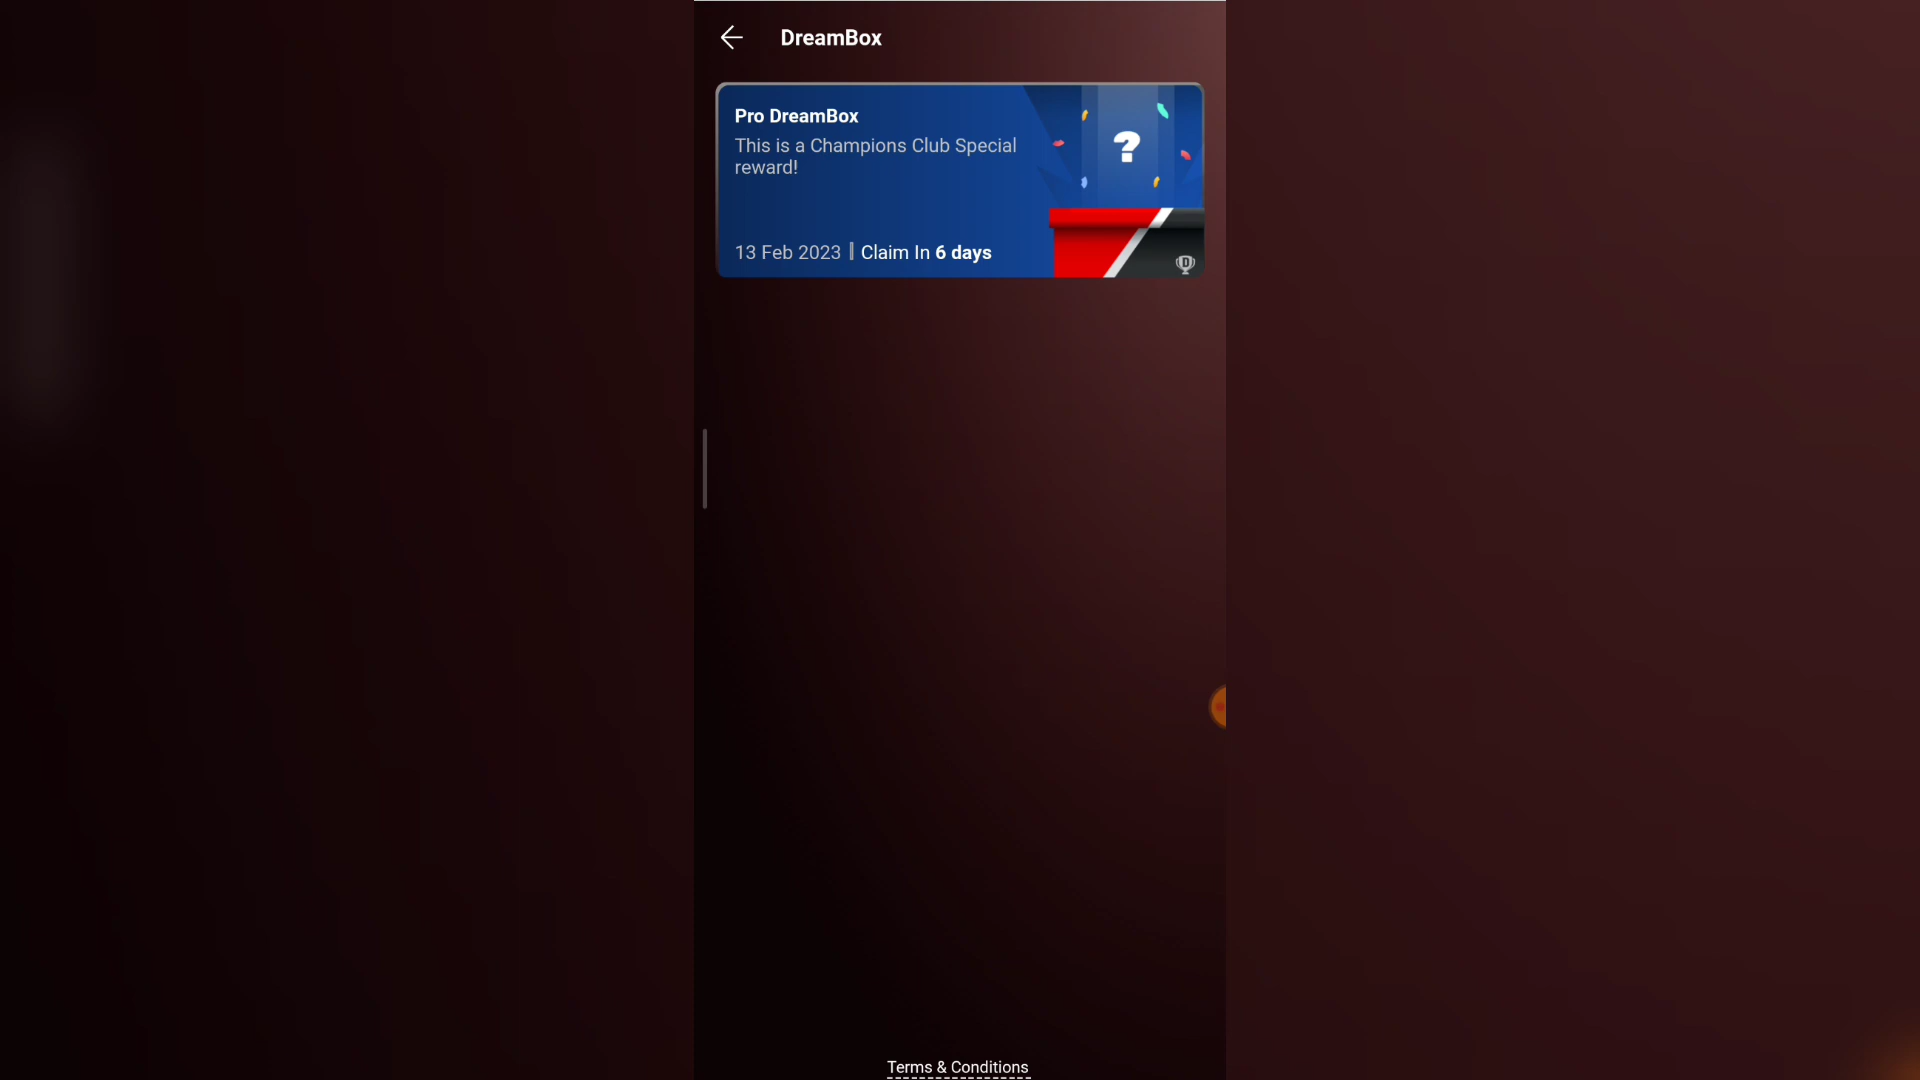 DreamBox
Pro DreamBox
This is a Champions Club Special
reward!
?
13 Feb 2023 | Claim In 6 days
D
Terms & Conditions